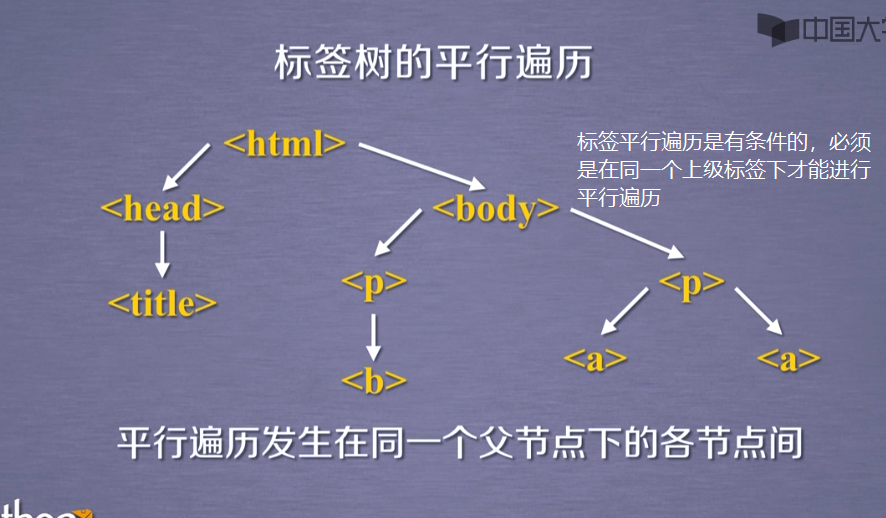 中国大学
标签树的平行遍历
<html>
标签平行遍历是有条件的，必须
是在同一个上级标签下才能进行
平行遍历
<head>
<body>
<title>
<p>
<p>
<b>
<a>
<a>
平行遍历发生在同一个父节点下的各节点间